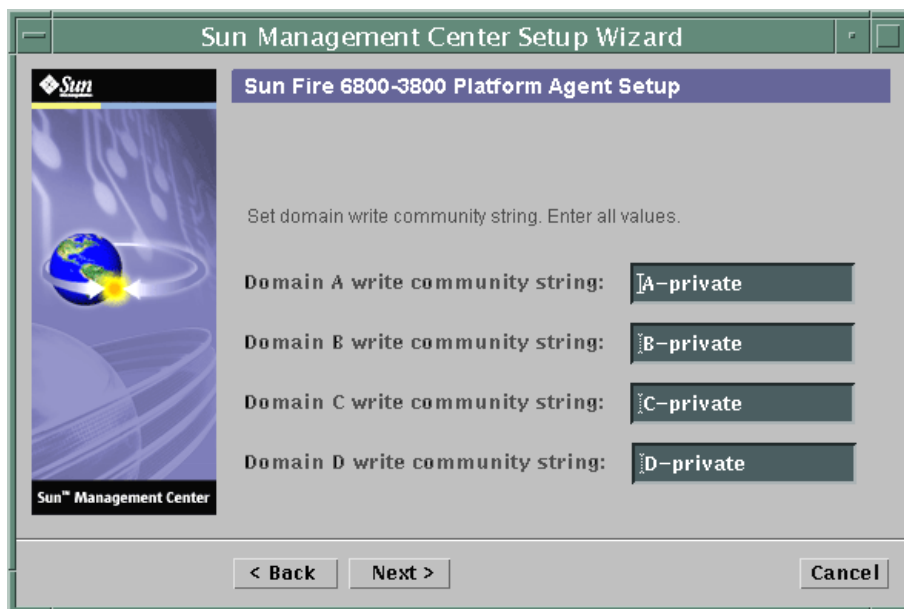 Sun Management Center Setup Wizard
Sun
Sun Fire 6800-3800 Platform Agent Setup
Set domain write community string. Enter all values.
Domain A write community string: A-private
Domain B write community string: B-private
Domain C write community string: C-private
Domain D write community string: D-private
Sun™ Management Center
< Back Next > Cancel